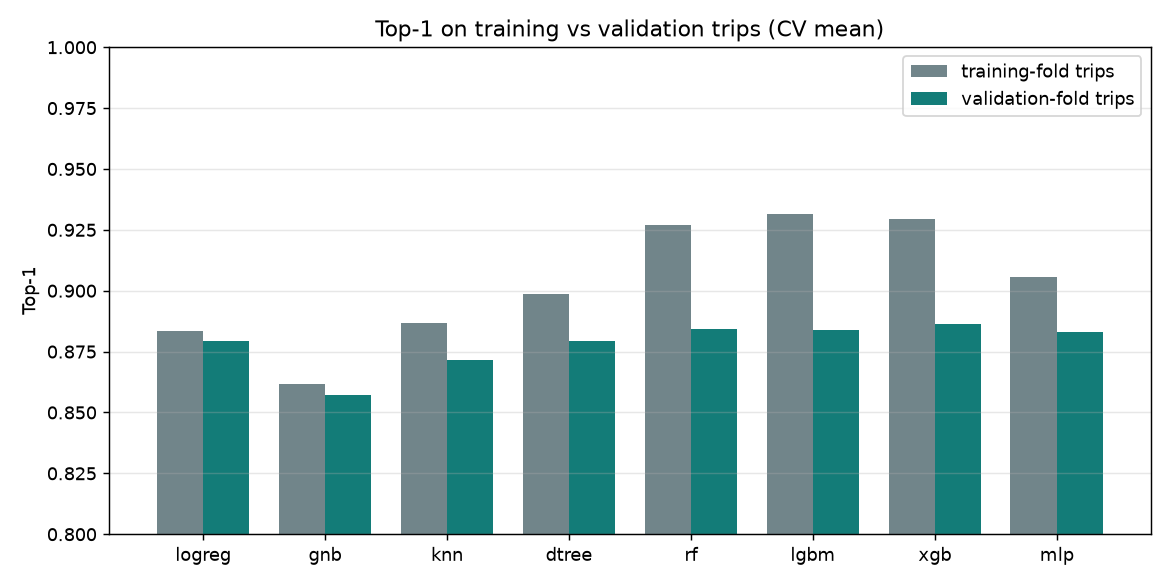 Top-1 on training vs validation trips (CV mean)
training-fold trips
validation-fold trips
Top-1
1.000
0.975
0.950
0.925
0.900
0.875
0.850
0.825
0.800
logreg gnb knn dtree rf lgbm xgb mlp